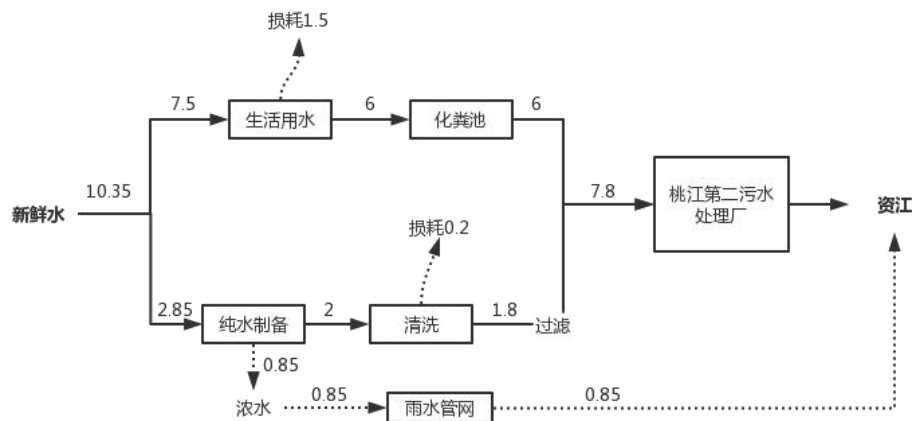 损耗1.5
7.5
生活用水
6
化粪池
6
10.35
新鲜水
7.8
桃江第二污水
处理厂
资江
损耗0.2
2.85
纯水制备
2
清洗
1.8
过滤
0.85
浓水
0.85
雨水管网
0.85